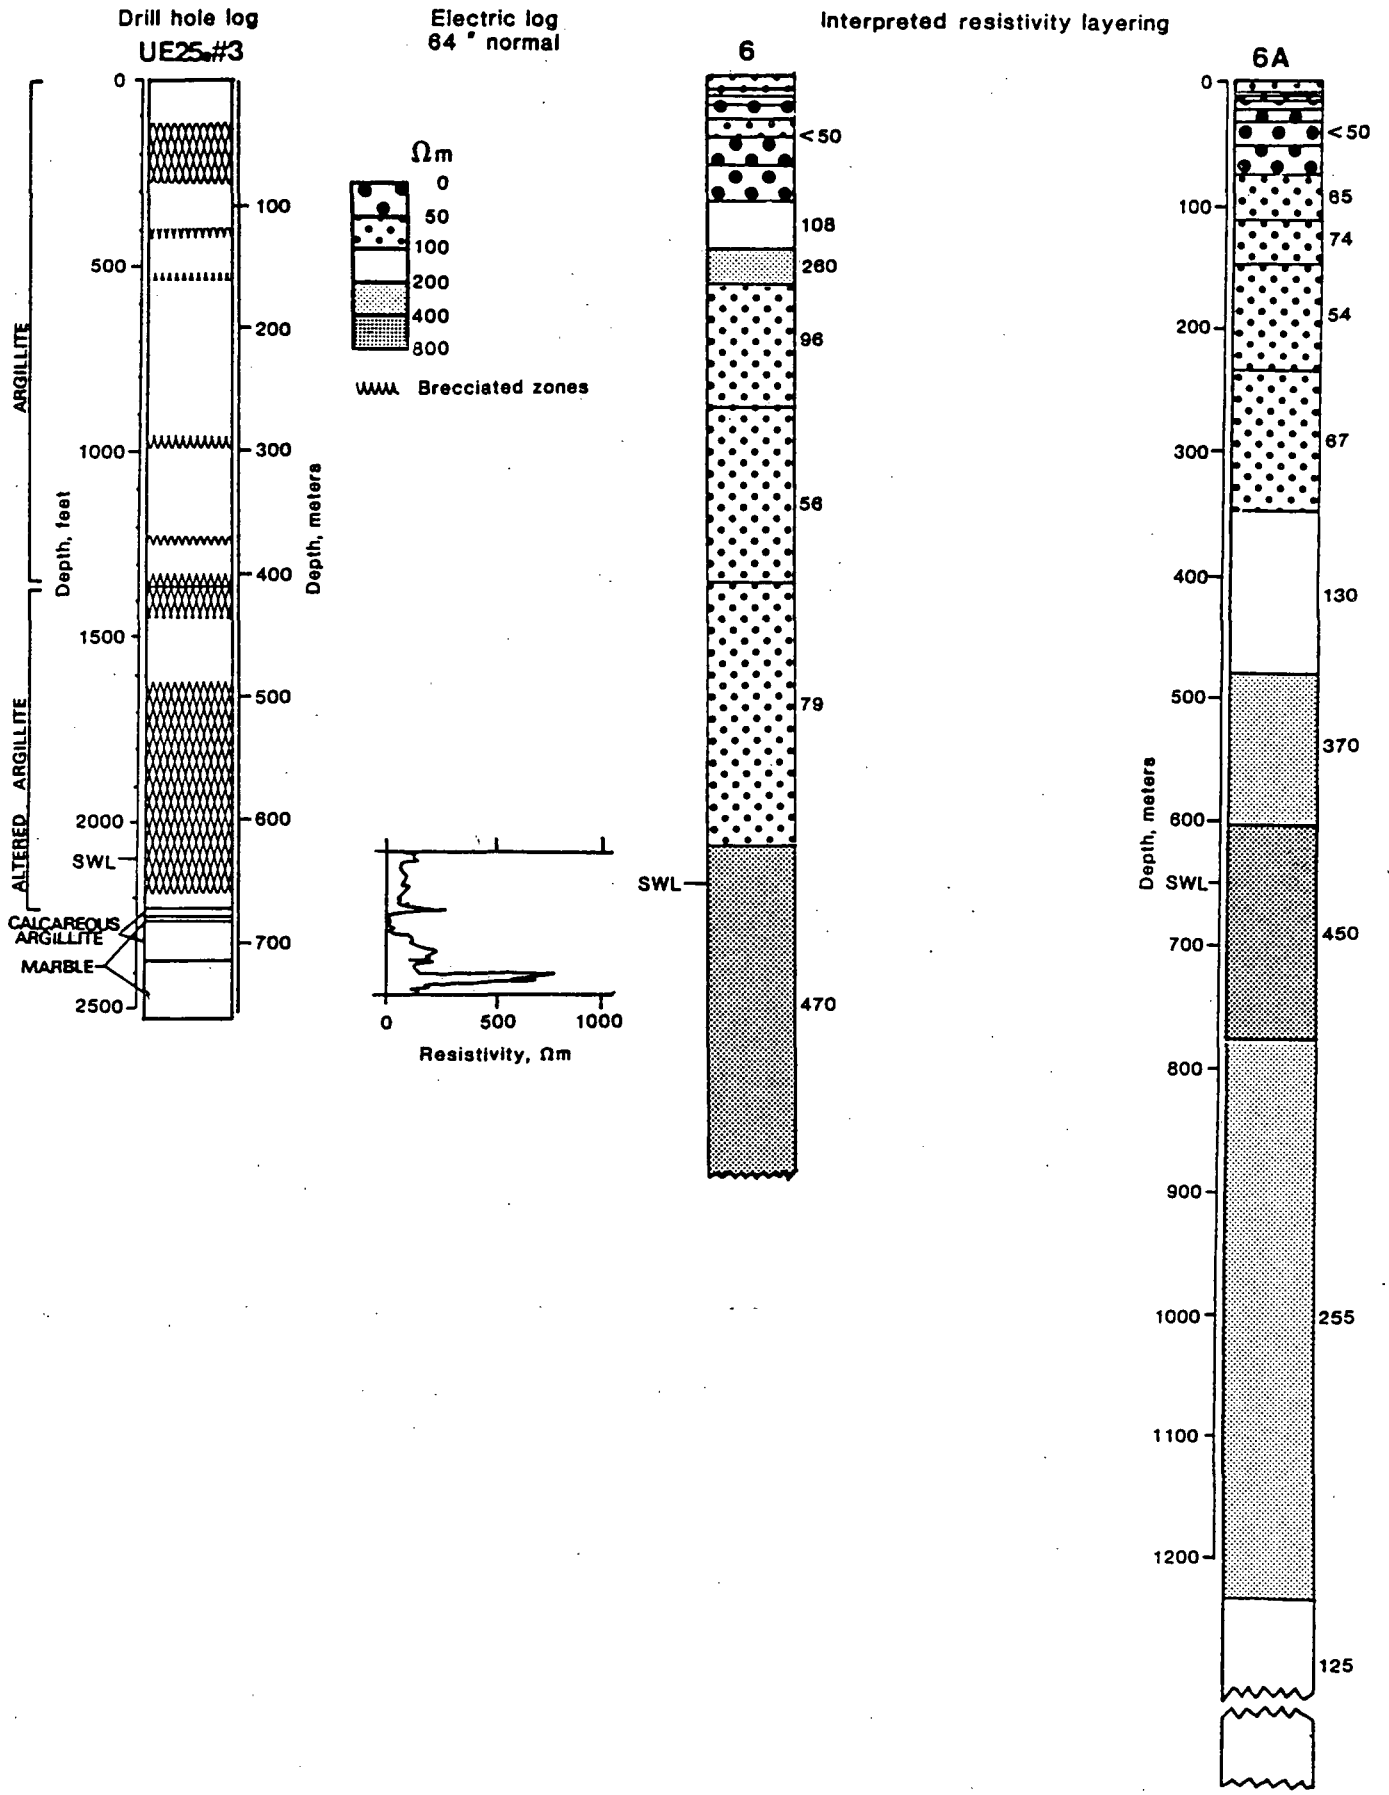 Drill hole log
UE25a#3
Electric log
64 " normal
Interpreted resistivity layering
6
6A
ARGILLITE
ALTERED ARGILLITE
CALCAREOUS
ARGILLITE
MARBLE
Depth, feet
0
500
1000
1500
2000
SWL
2500
Depth, meters
100
200
300
400
500
600
700
Ωm
0
50
100
200
400
800
Brecciated zones
0
500
1000
Resistivity, Ωm
<50
108
260
96
56
79
SWL
470
Depth, meters
0
100
200
300
400
500
600
SWL
700
800
900
1000
1100
1200
<50
65
74
54
67
130
370
450
255
125